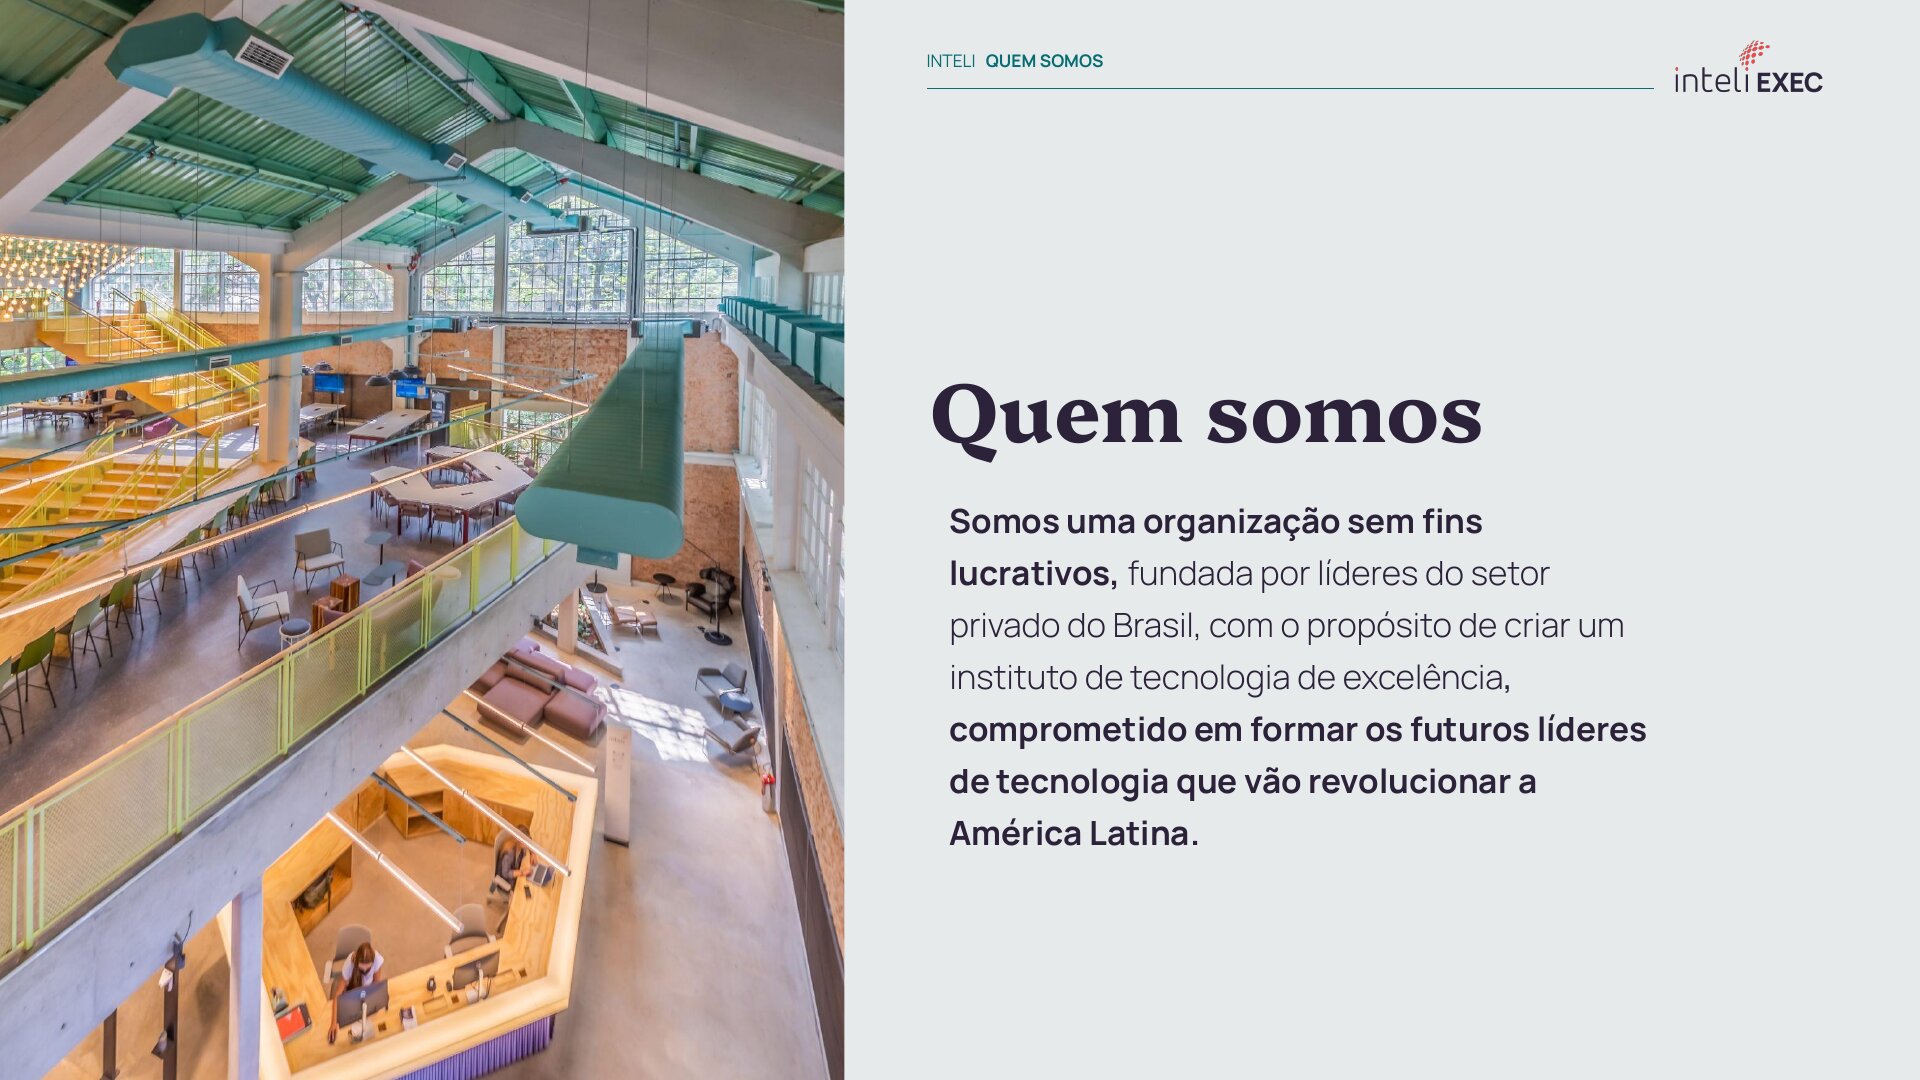 INTELI QUEM SOMOS
inteli EXEC
Quem somos
Somos uma organização sem fins
lucrativos, fundada por líderes do setor
privado do Brasil, com o propósito de criar um
instituto de tecnologia de excelência,
comprometido em formar os futuros líderes
de tecnologia que vão revolucionar a
América Latina.